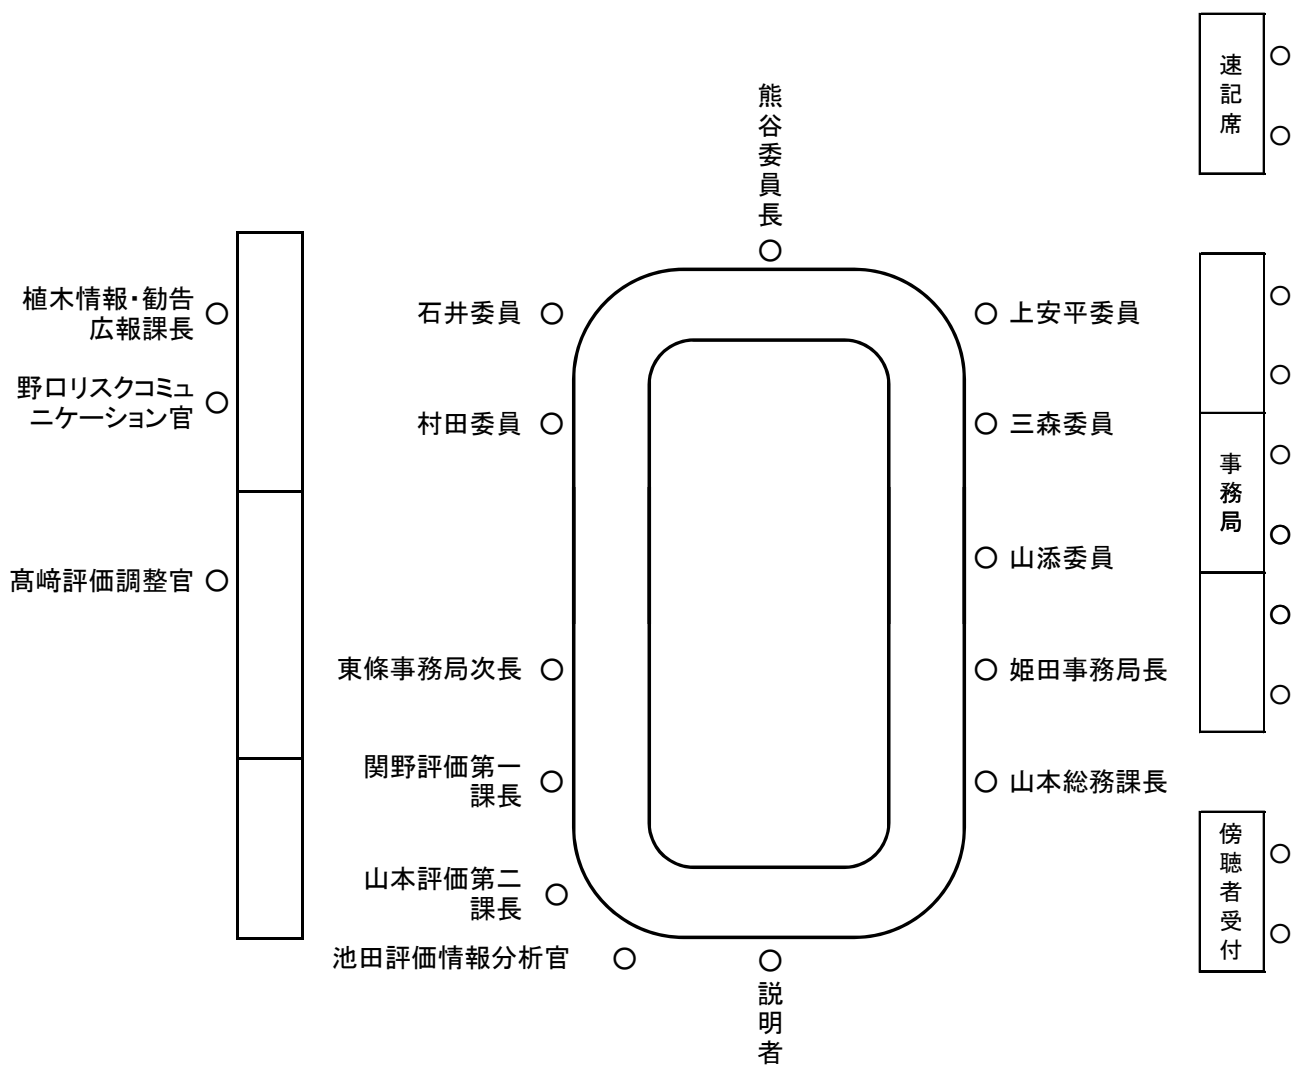 速記席
熊谷委員長
植木情報・勧告
広報課長
石井委員
上安平委員
野口リスクコミュ
ニケーション官
村田委員
三森委員
事務局
山添委員
髙﨑評価調整官
東條事務局次長
姫田事務局長
関野評価第一
課長
山本総務課長
傍聴者受付
山本評価第二
課長
池田評価情報分析官
説明者